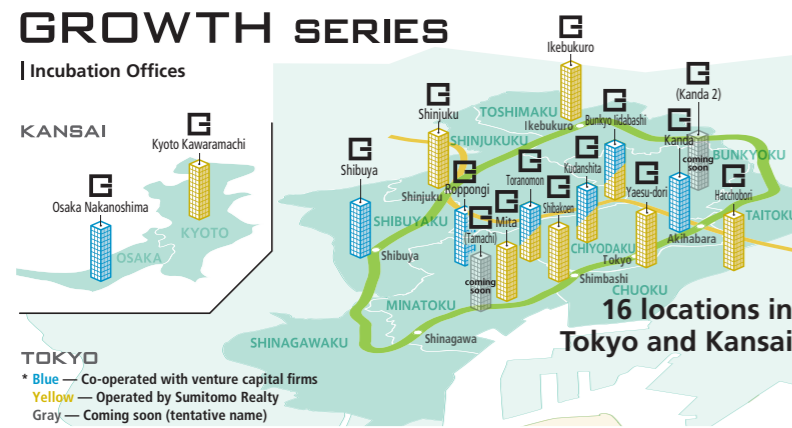 GROWTH SERIES
Incubation Offices
KANSAI
Kyoto Kawaramachi
Osaka Nakanoshima
KYOTO
OSAKA
Ikebukuro
(Kanda 2)
Shinjuku
TOSHIMAKU
Ikebukuro
Bunkyo Iidabashi
Kanda
SHINJUKUKU
coming
soon
BUNKYOKU
Shibuya
Kudanshita
Toranomon
Roppongi
Shinjuku
Yaesu-dori
Hacchobori
Shibakoen
Mita
SHIBUYAKU
TAITOKU
(Tamachi)
Akihabara
CHIYODAKU
Shibuya
Tokyo
coming
soon
Shimbashi
CHUOKU
MINATOKU
16 locations in
Tokyo and Kansai
Shinagawa
SHINAGAWAKU
TOKYO
* Blue — Co-operated with venture capital firms
Yellow — Operated by Sumitomo Realty
Gray — Coming soon (tentative name)